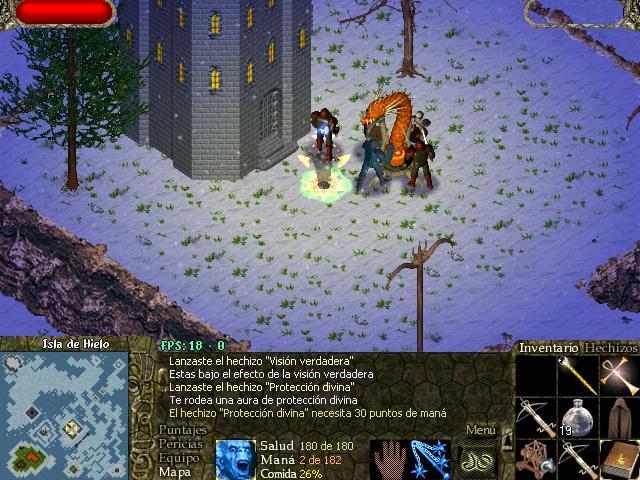 Isla de Hielo
FPS:18 - 0
Inventario Hechizos
Lanzaste el hechizo "Visión verdadera"
Estas bajo el efecto de la visión verdadera
Lanzaste el hechizo "Protección divina"
Te rodea una aura de protección divina
El hechizo "Protección divina" necesita 30 puntos de maná
Puntajes
Pericias
Equipo
Mapa
Salud 180 de 180
Maná 2 de 182
Comida 26%
Menú
19